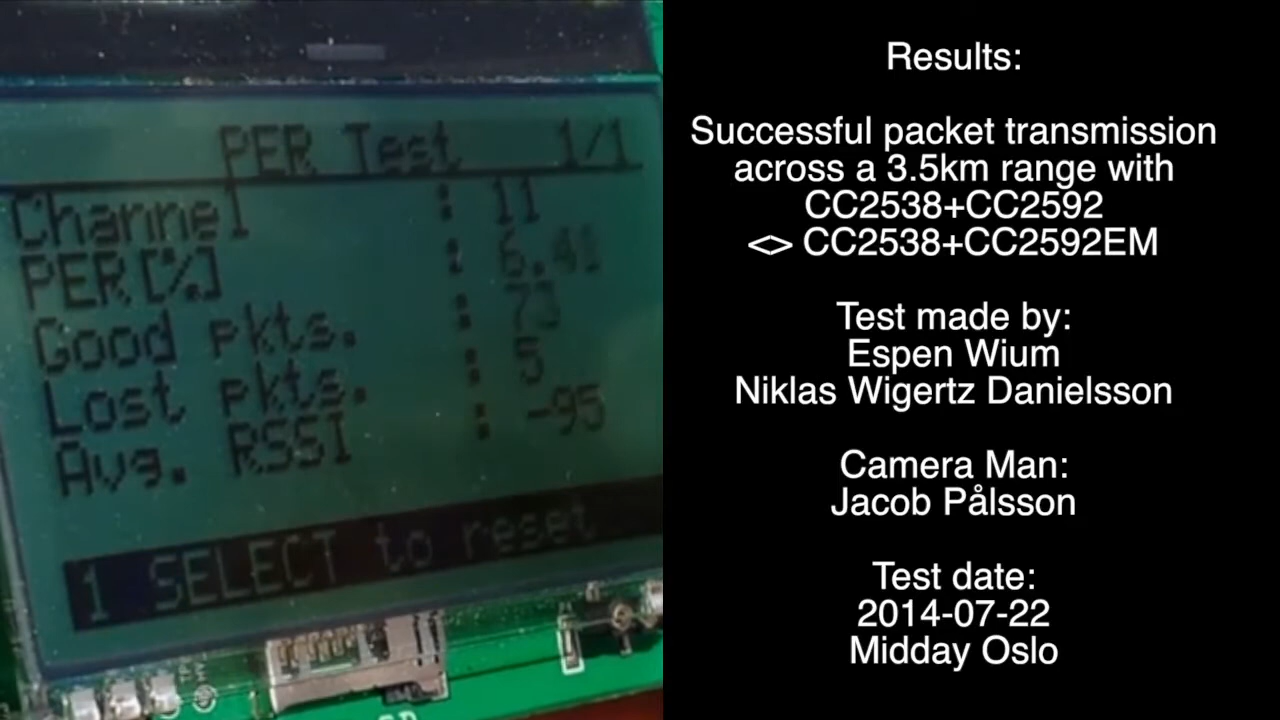 PER Test 1/1
Channel : 11
PER[%] : 6.41
Good pkts. : 73
Lost pkts. : 5
Avg. RSSI : -95
1 SELECT to reset
Results:
Successful packet transmission
across a 3.5km range with
CC2538+CC2592
<> CC2538+CC2592EM
Test made by:
Espen Wium
Niklas Wigertz Danielsson
Camera Man:
Jacob Pålsson
Test date:
2014-07-22
Midday Oslo